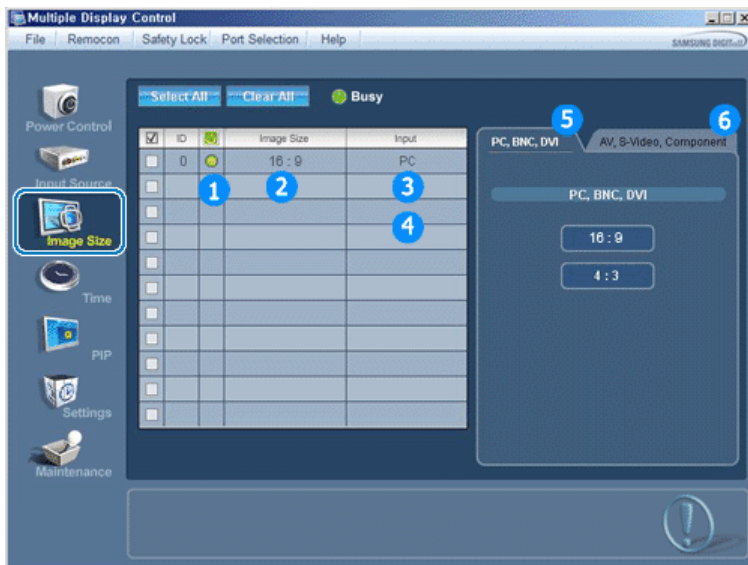 Multiple Display Control
File Remocon Safety Lock Port Selection Help
SAMSUNG DIGITall
Select All Clear All Busy
Power Control
Input Source
Image Size
Time
PIP
Settings
Maintenance
ID Image Size Input
0 16 : 9 PC
1 2 3
4
5 6
PC, BNC, DVI AV, S-Video, Component
PC, BNC, DVI
16 : 9
4 : 3